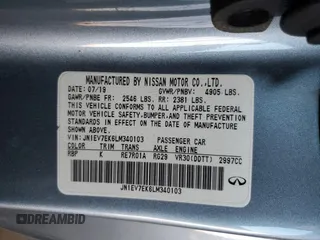 MANUFACTURED BY NISSAN MOTOR CO.,LTD.
DATE: 07/19 GVWR/PNBV: 4905 LBS.
GAWR/PNBE FR: 2546 LBS. RR: 2381 LBS.
THIS VEHICLE CONFORMS TO ALL APPLICABLE FEDERAL
MOTOR VEHICLE SAFETY, BUMPER, AND THEFT
PREVENTION STANDARDS IN EFFECT ON THE DATE OF
MANUFACTURE SHOWN ABOVE.
VIN: JN1EV7EK6LM340103 PASSENGER CAR
COLOR TRIM TRANS AXLE ENGINE
RBP K RE7R01A RG29 VR30(DDTT) 2997CC
JN1EV7EK6LM340103
INFINITI
DREAMBID